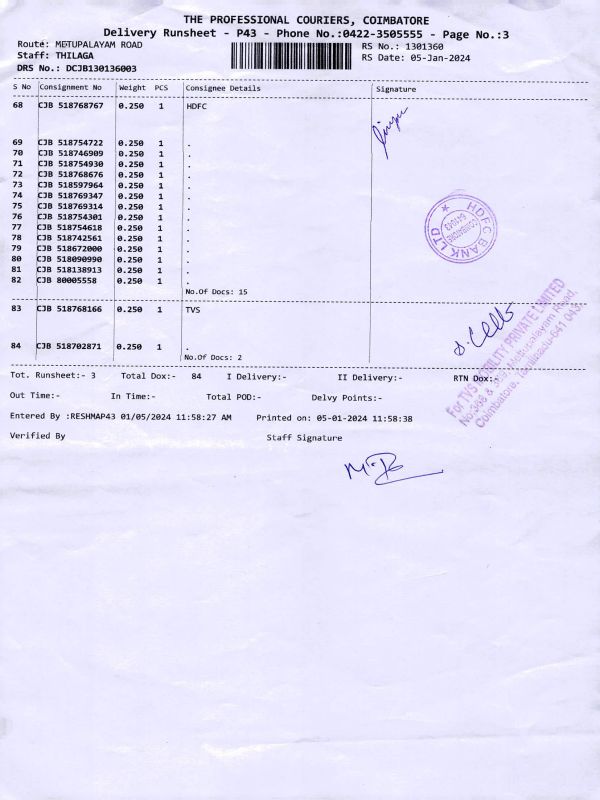 THE PROFESSIONAL COURIERS, COIMBATORE
Delivery Runsheet - P43 - Phone No.:0422-3505555 - Page No.:3
Route: METUPALAYAM ROAD RS No.: 1301360
Staff: THILAGA RS Date: 05-Jan-2024
DRS No.: DCJB130136003
S No Consignment No Weight PCS Consignee Details Signature
68 CJB 518768767 0.250 1 HDFC
69 CJB 518754722 0.250 1 .
70 CJB 518746909 0.250 1 .
71 CJB 518754930 0.250 1 .
72 CJB 518768676 0.250 1 .
73 CJB 518597964 0.250 1 .
74 CJB 518769347 0.250 1 .
75 CJB 518769314 0.250 1 .
76 CJB 518754301 0.250 1 .
77 CJB 518754618 0.250 1 .
78 CJB 518742561 0.250 1 .
79 CJB 518672000 0.250 1 .
80 CJB 518090990 0.250 1 .
81 CJB 518138913 0.250 1 .
82 CJB 80005558 0.250 1 .
No.Of Docs: 15
HDFC BANK LTD
COIMBATORE
641043
83 CJB 518768166 0.250 1 TVS
84 CJB 518702871 0.250 1 .
No.Of Docs: 2
For TVS MOBILITY PRIVATE LIMITED
Mettupalayam Road,
Coimbatore, Tamilnadu-641 043.
Tot. Runsheet:- 3 Total Dox:- 84 I Delivery:- II Delivery:- RTN Dox:-
Out Time:- In Time:- Total POD:- Delvy Points:-
Entered By :RESHMAP43 01/05/2024 11:58:27 AM Printed on: 05-01-2024 11:58:38
Verified By Staff Signature